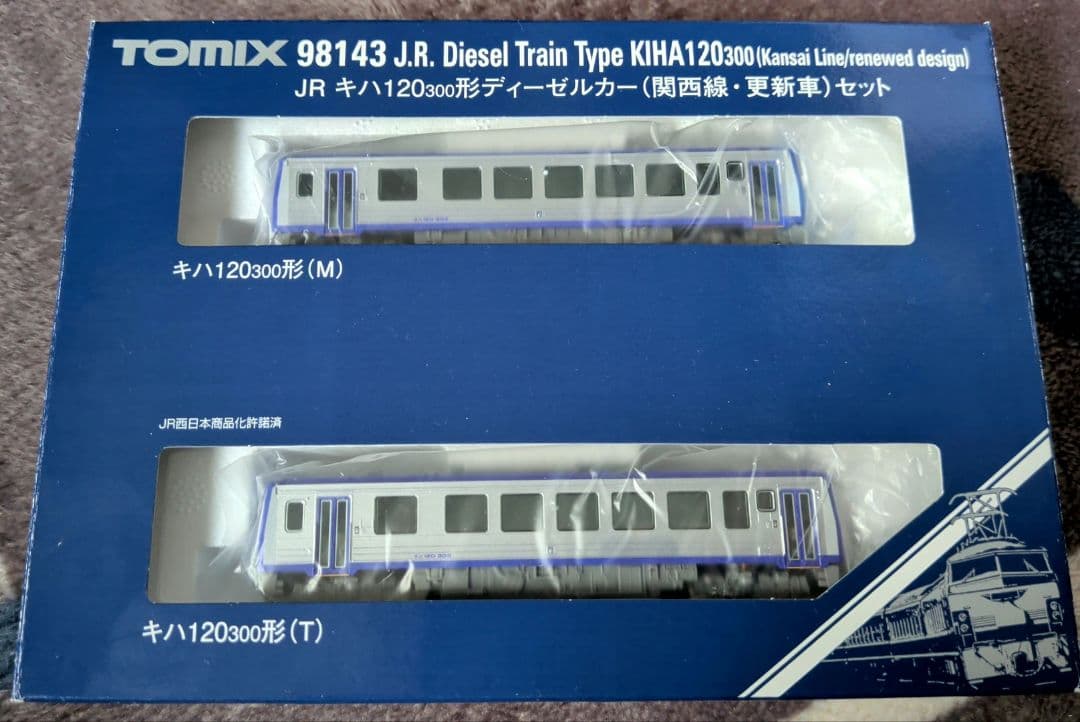 TOMIX 98143 J.R. Diesel Train Type KIHA120300 (Kansai Line/renewed design)
JR キハ120300形ディーゼルカー(関西線・更新車)セット
キハ120300形(M)
JR西日本商品化許諾済
キハ120300形(T)